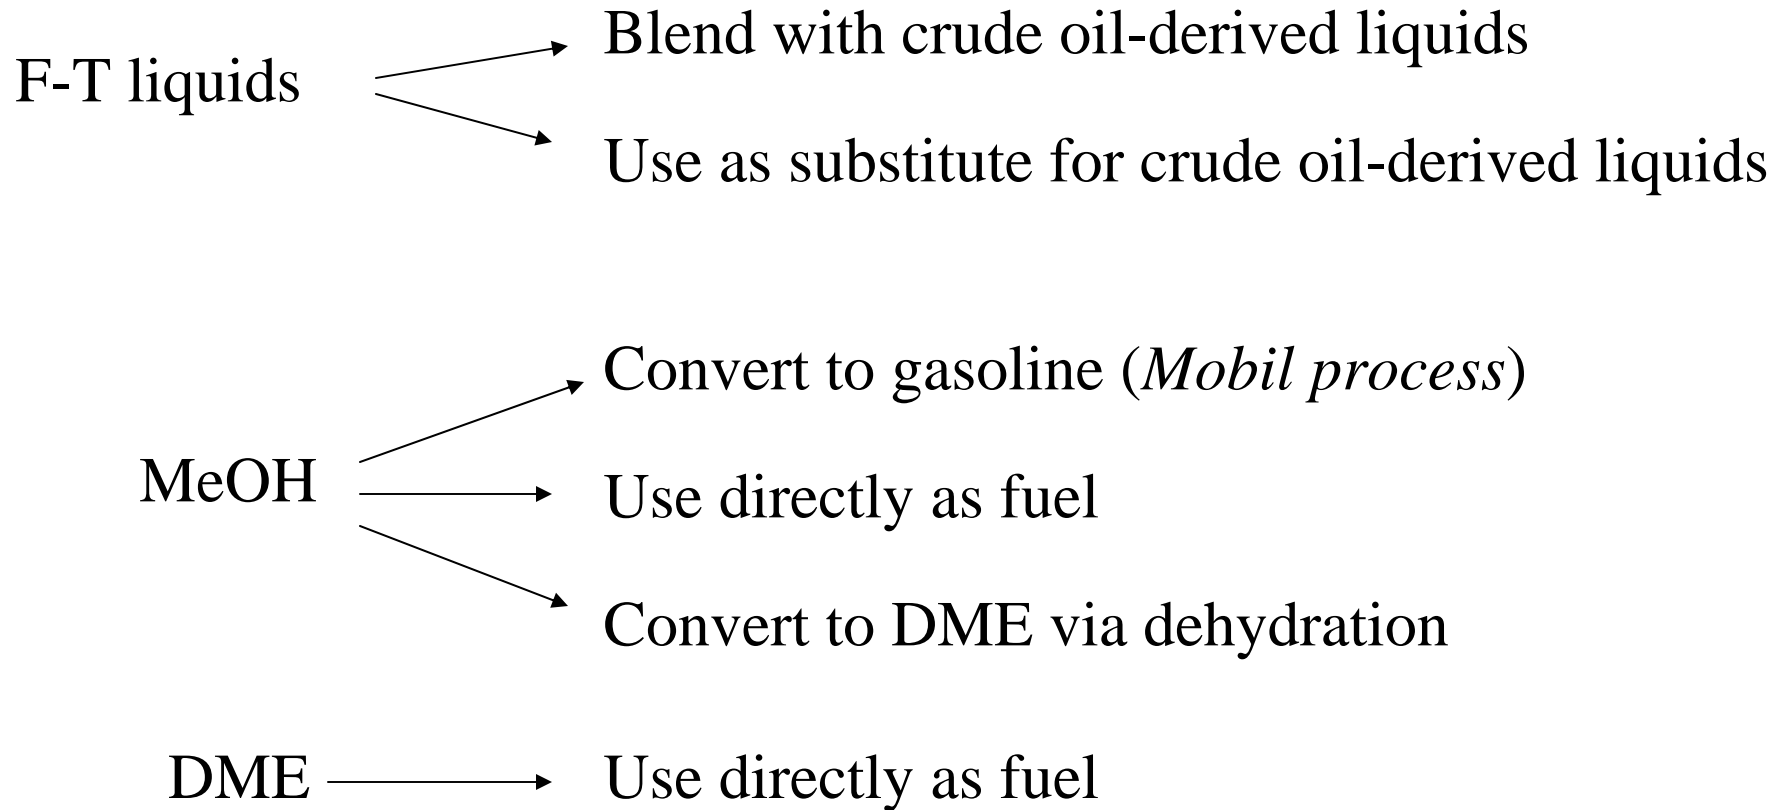 Blend with crude oil-derived liquids
F-T liquids
Use as substitute for crude oil-derived liquids
Convert to gasoline (Mobil process)
MeOH
Use directly as fuel
Convert to DME via dehydration
DME
Use directly as fuel